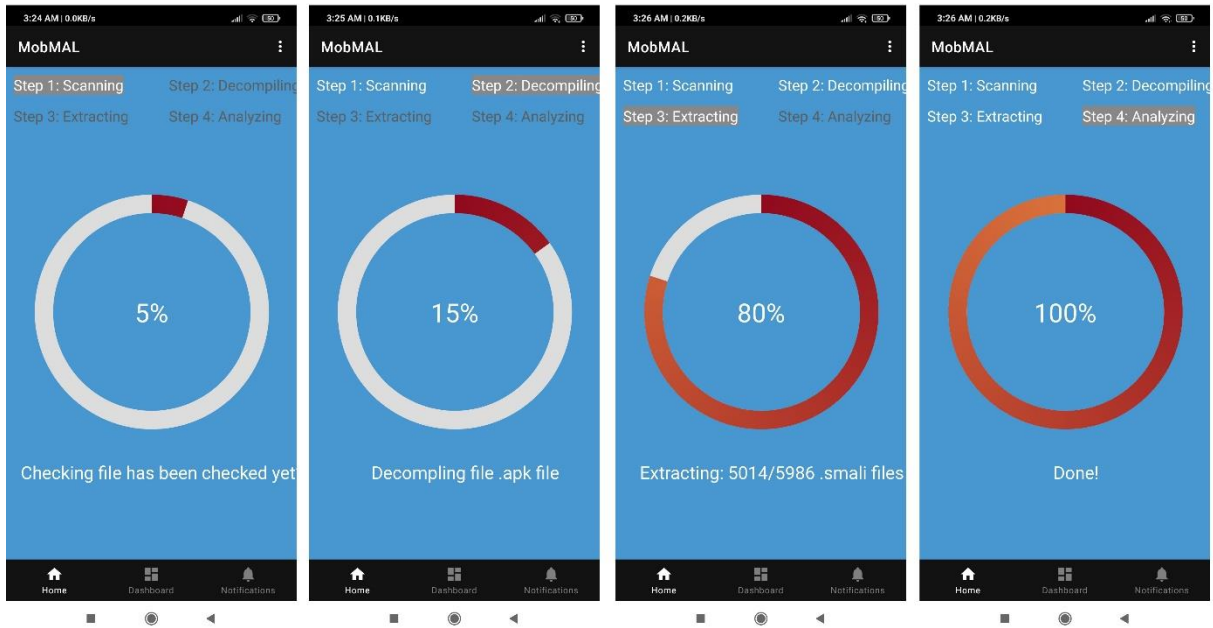 3:24 AM | 0.0KB/s 50
MobMAL
Step 1: Scanning Step 2: Decompiling
Step 3: Extracting Step 4: Analyzing
5%
Checking file has been checked yet
Home Dashboard Notifications
3:25 AM | 0.1KB/s 50
MobMAL
Step 1: Scanning Step 2: Decompiling
Step 3: Extracting Step 4: Analyzing
15%
Decompling file .apk file
Home Dashboard Notifications
3:26 AM | 0.2KB/s 50
MobMAL
Step 1: Scanning Step 2: Decompiling
Step 3: Extracting Step 4: Analyzing
80%
Extracting: 5014/5986 .smali files
Home Dashboard Notifications
3:26 AM | 0.2KB/s 50
MobMAL
Step 1: Scanning Step 2: Decompiling
Step 3: Extracting Step 4: Analyzing
100%
Done!
Home Dashboard Notifications